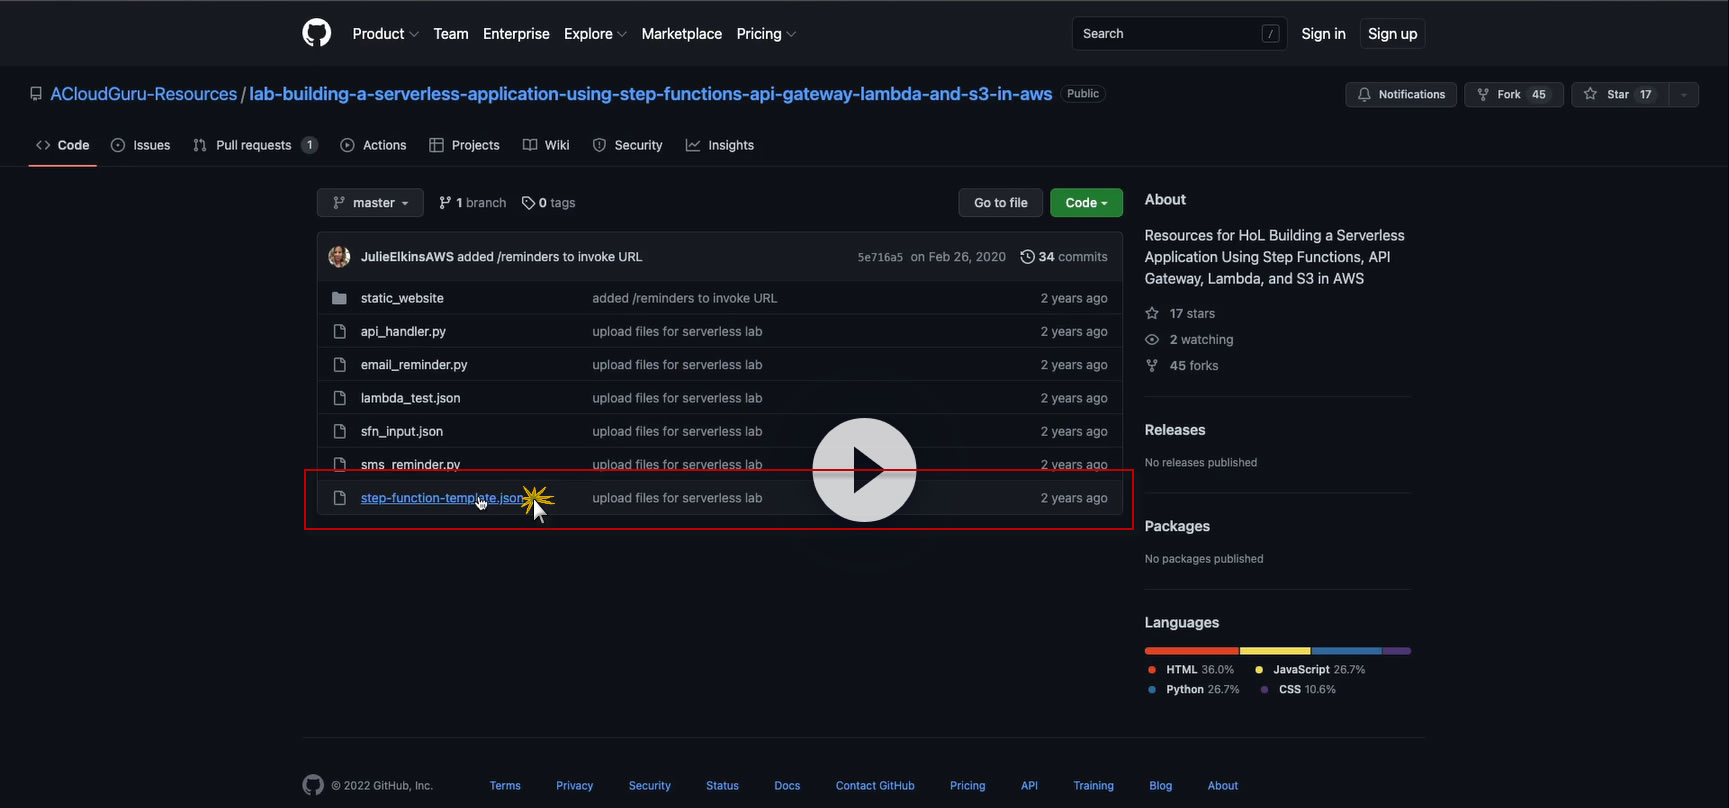 Product Team Enterprise Explore Marketplace Pricing Search / Sign in Sign up
ACloudGuru-Resources / lab-building-a-serverless-application-using-step-functions-api-gateway-lambda-and-s3-in-aws Public Notifications Fork 45 Star 17
Code Issues Pull requests 1 Actions Projects Wiki Security Insights
master 1 branch 0 tags Go to file Code
JulieElkinsAWS added /reminders to invoke URL 5e716a5 on Feb 26, 2020 34 commits
static_website added /reminders to invoke URL 2 years ago
api_handler.py upload files for serverless lab 2 years ago
email_reminder.py upload files for serverless lab 2 years ago
lambda_test.json upload files for serverless lab 2 years ago
sfn_input.json upload files for serverless lab 2 years ago
sms_reminder.py upload files for serverless lab 2 years ago
step-function-template.json upload files for serverless lab 2 years ago
About
Resources for HoL Building a Serverless
Application Using Step Functions, API
Gateway, Lambda, and S3 in AWS
17 stars
2 watching
45 forks
Releases
No releases published
Packages
No packages published
Languages
HTML 36.0% JavaScript 26.7%
Python 26.7% CSS 10.6%
© 2022 GitHub, Inc. Terms Privacy Security Status Docs Contact GitHub Pricing API Training Blog About